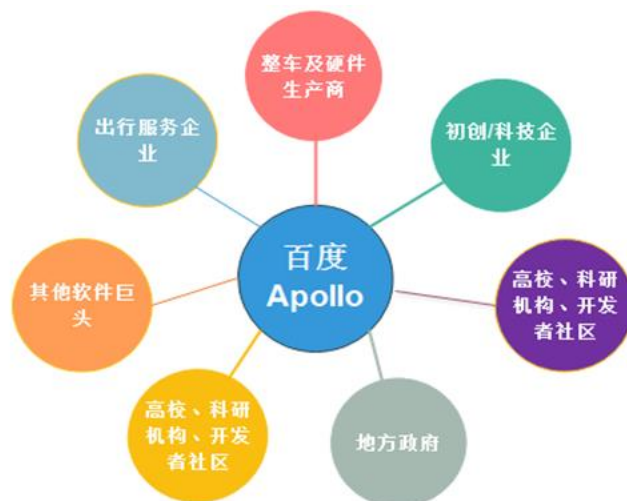 整车及硬件
生产商
出行服务企
业
初创/科技企
业
百度
Apollo
其他软件巨
头
高校、科研
机构、开发
者社区
高校、科研
机构、开发
者社区
地方政府